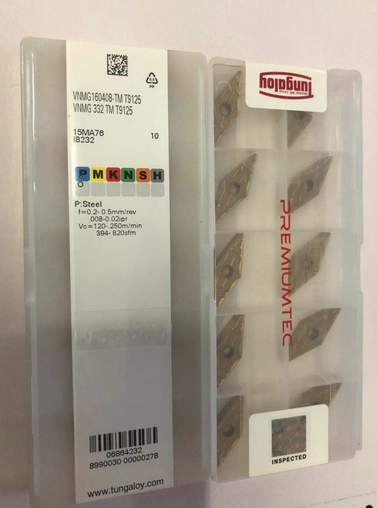 VNMG160408-TM T9125
VNMG 332 TM T9125
PP
15MA76
I8232 10
P M K N S H
P:Steel
f=0.2- 0.5mm/rev
.008-0.02ipr
Vc=120- 250m/min
394- 820sfm
06864232
8990030 00000278
www.tungaloy.com
Tungaloy
PREMIUMTEC
INSPECTED